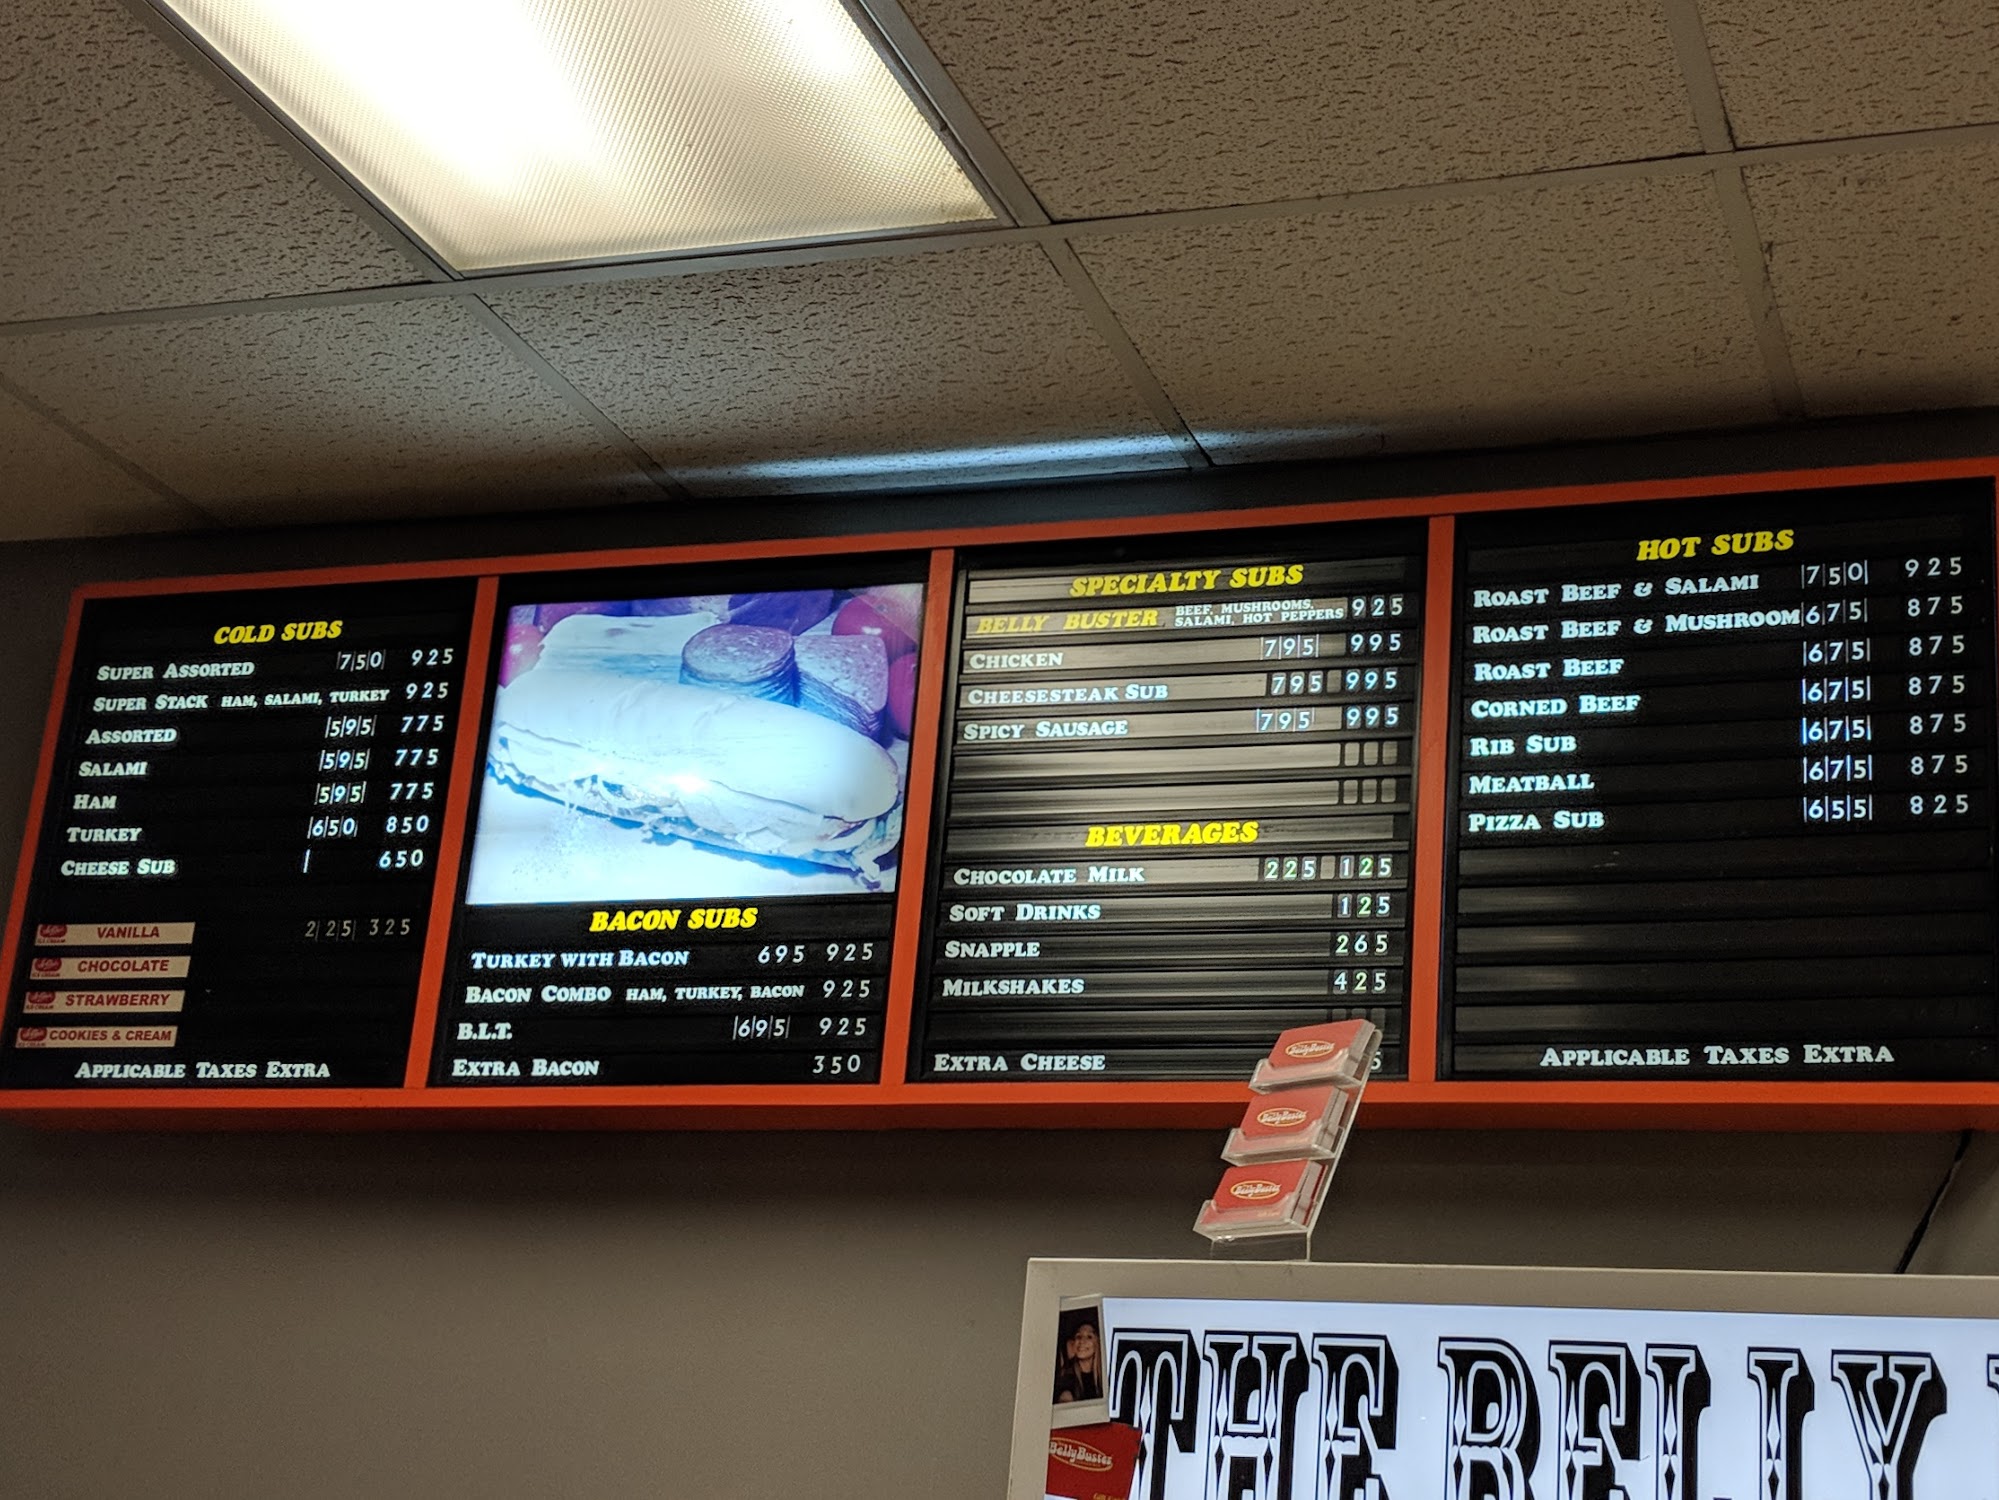 COLD SUBS
SUPER ASSORTED 750 925
SUPER STACK HAM, SALAMI, TURKEY 925
ASSORTED 595 775
SALAMI 595 775
HAM 595 775
TURKEY 650 850
CHEESE SUB 650
VANILLA 225 325
CHOCOLATE
STRAWBERRY
COOKIES & CREAM
APPLICABLE TAXES EXTRA
BACON SUBS
TURKEY WITH BACON 695 925
BACON COMBO HAM, TURKEY, BACON 925
B.L.T. 695 925
EXTRA BACON 350
SPECIALTY SUBS
BELLY BUSTER BEEF, MUSHROOMS, SALAMI, HOT PEPPERS 925
CHICKEN 795 995
CHEESESTEAK SUB 795 995
SPICY SAUSAGE 795 995
BEVERAGES
CHOCOLATE MILK 225 125
SOFT DRINKS 125
SNAPPLE 265
MILKSHAKES 425
EXTRA CHEESE 5
HOT SUBS
ROAST BEEF & SALAMI 750 925
ROAST BEEF & MUSHROOM 675 875
ROAST BEEF 675 875
CORNED BEEF 675 875
RIB SUB 675 875
MEATBALL 675 875
PIZZA SUB 655 825
APPLICABLE TAXES EXTRA
BellyBuster
BellyBuster
BellyBuster
THE BELLY
BellyBuster